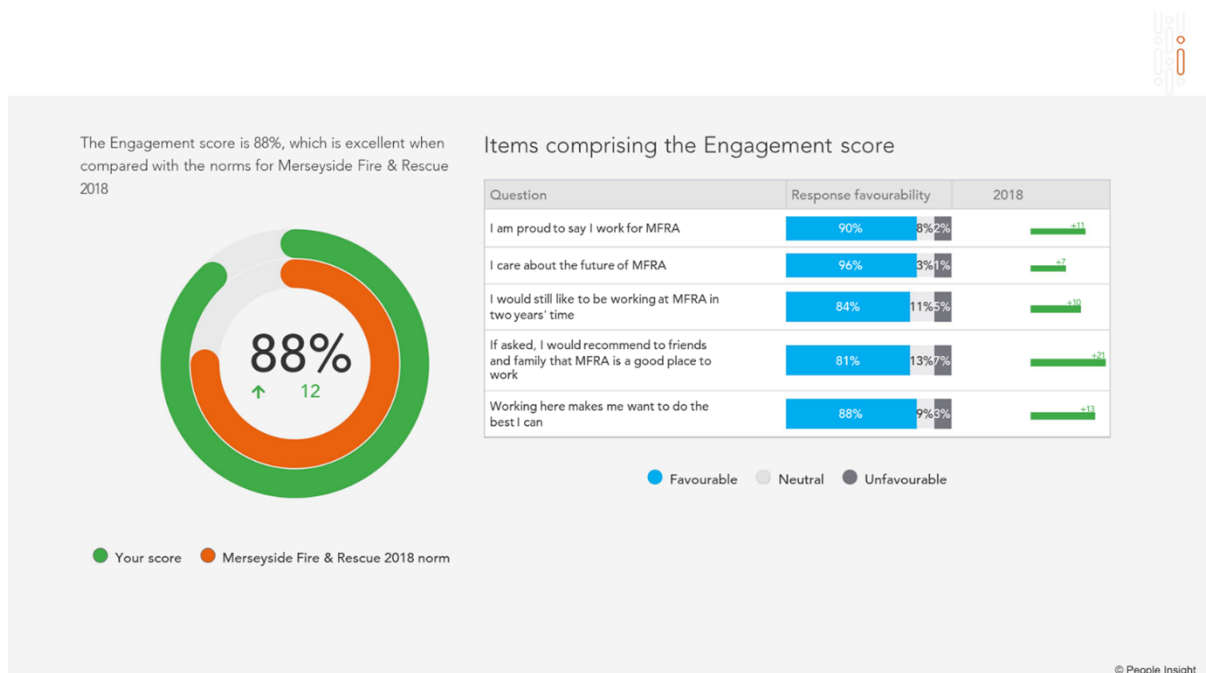 The Engagement score is 88%, which is excellent when
compared with the norms for Merseyside Fire & Rescue
2018
88%
↑ 12
Your score
Merseyside Fire & Rescue 2018 norm
Items comprising the Engagement score
Question Response favourability 2018
I am proud to say I work for MFRA 90% 8% 2% +11
I care about the future of MFRA 96% 3% 1% +7
I would still like to be working at MFRA in
two years' time 84% 11% 5% +10
If asked, I would recommend to friends
and family that MFRA is a good place to
work 81% 13% 7% +21
Working here makes me want to do the
best I can 88% 9% 3% +13
Favourable Neutral Unfavourable
© People Insight